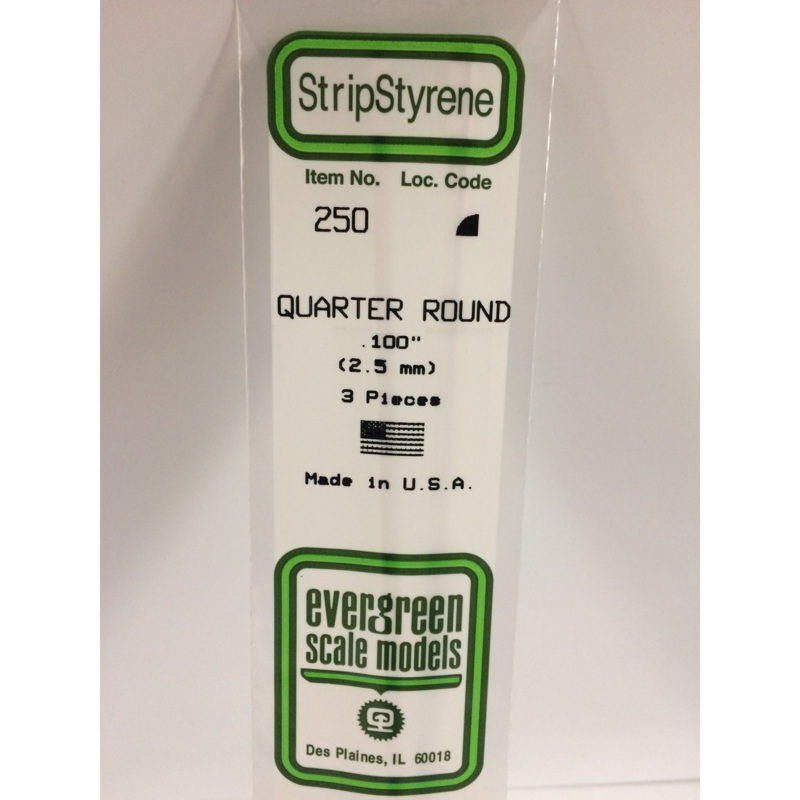 StripStyrene
Item No. Loc. Code
250
QUARTER ROUND
.100"
(2.5 mm)
3 Pieces
Made in U.S.A.
evergreen
scale models
Des Plaines, IL 60018